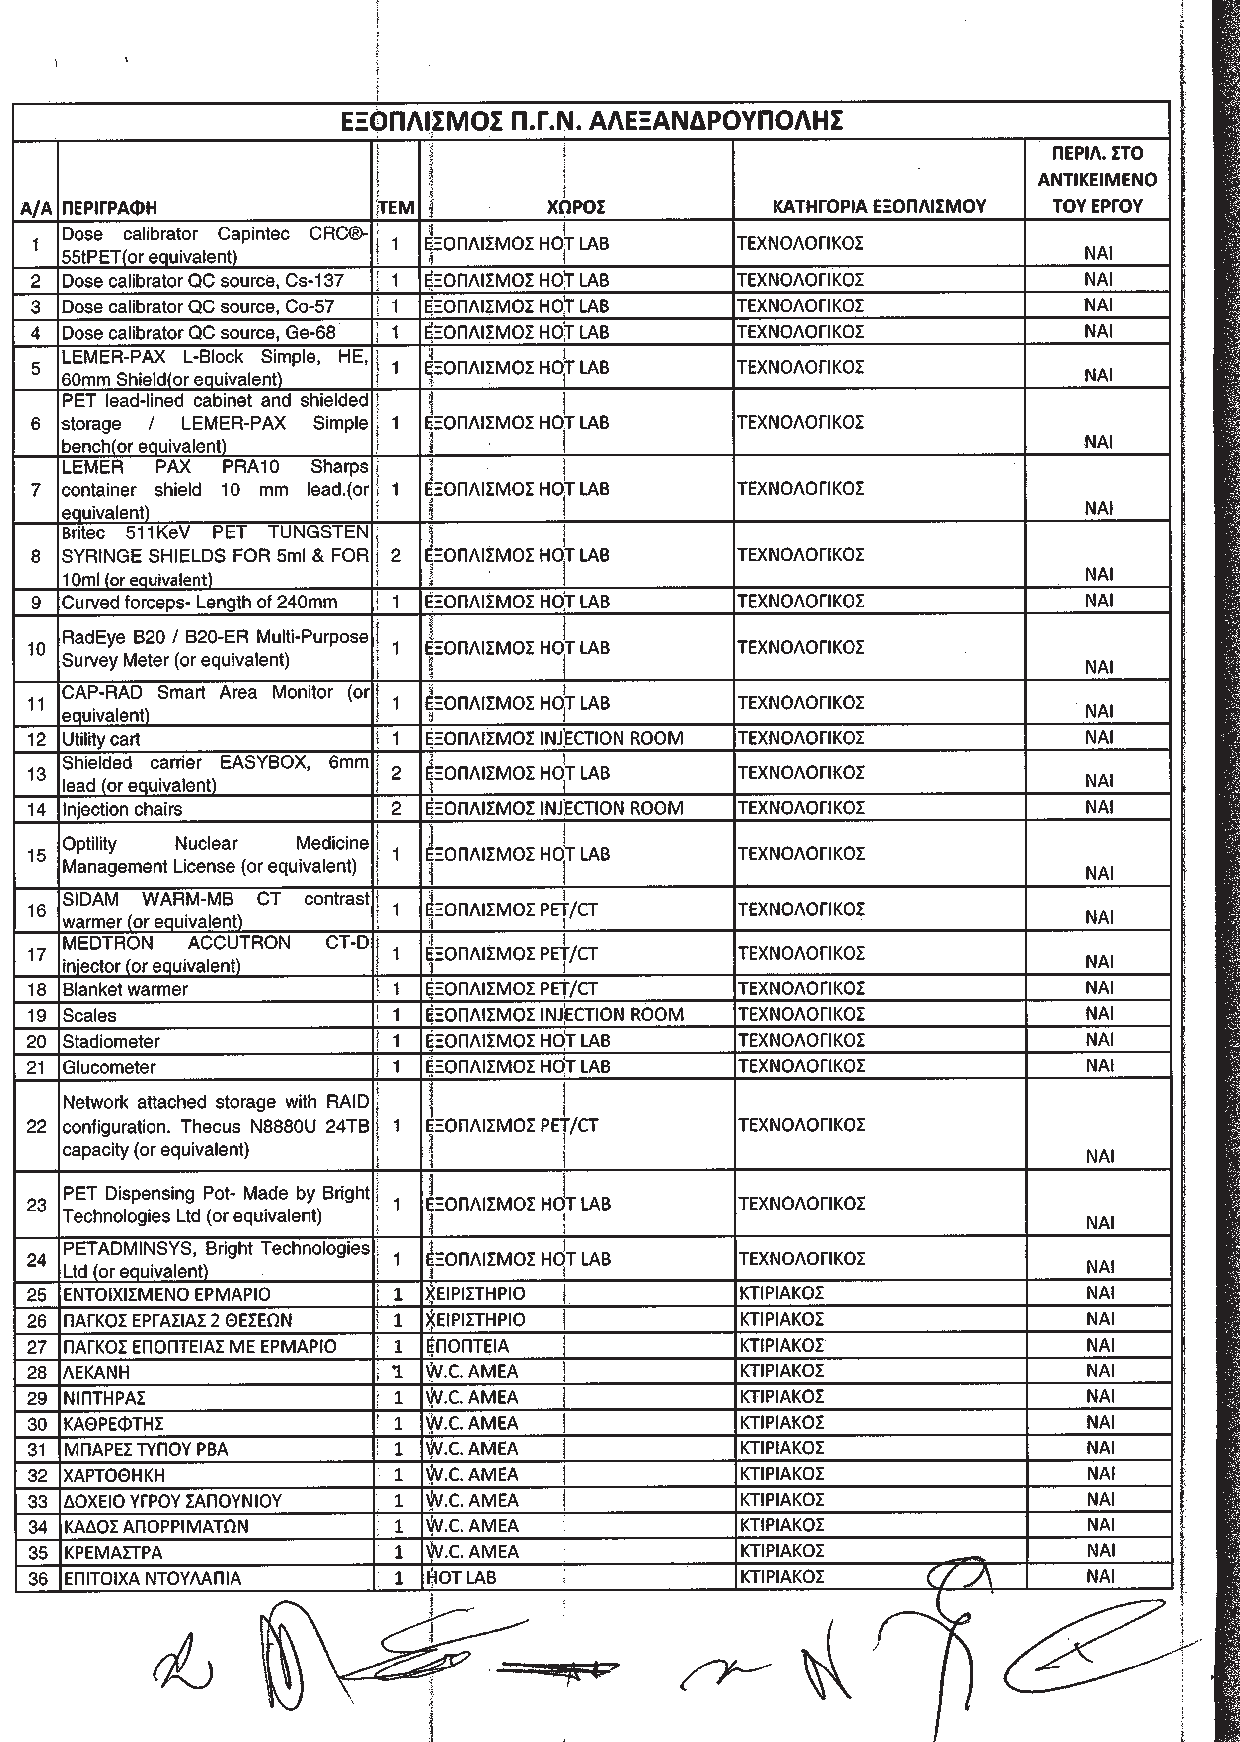 ΕΞΟΠΛΙΣΜΟΣ Π.Γ.Ν. ΑΛΕΞΑΝΔΡΟΥΠΟΛΗΣ
Α/Α ΠΕΡΙΓΡΑΦΗ ΤΕΜ ΧΩΡΟΣ ΚΑΤΗΓΟΡΙΑ ΕΞΟΠΛΙΣΜΟΥ ΠΕΡΙΛ. ΣΤΟ
ΑΝΤΙΚΕΙΜΕΝΟ
ΤΟΥ ΕΡΓΟΥ
1 Dose calibrator Capintec CRC®-
55tPET(or equivalent) 1 ΕΞΟΠΛΙΣΜΟΣ HOT LAB ΤΕΧΝΟΛΟΓΙΚΟΣ ΝΑΙ
2 Dose calibrator QC source, Cs-137 1 ΕΞΟΠΛΙΣΜΟΣ HOT LAB ΤΕΧΝΟΛΟΓΙΚΟΣ ΝΑΙ
3 Dose calibrator QC source, Co-57 1 ΕΞΟΠΛΙΣΜΟΣ HOT LAB ΤΕΧΝΟΛΟΓΙΚΟΣ ΝΑΙ
4 Dose calibrator QC source, Ge-68 1 ΕΞΟΠΛΙΣΜΟΣ HOT LAB ΤΕΧΝΟΛΟΓΙΚΟΣ ΝΑΙ
5 LEMER-PAX L-Block Simple, HE,
60mm Shield(or equivalent) 1 ΕΞΟΠΛΙΣΜΟΣ HOT LAB ΤΕΧΝΟΛΟΓΙΚΟΣ ΝΑΙ
PET lead-lined cabinet and shielded
6 storage / LEMER-PAX Simple 1 ΕΞΟΠΛΙΣΜΟΣ HOT LAB ΤΕΧΝΟΛΟΓΙΚΟΣ
bench(or equivalent) ΝΑΙ
LEMER PAX PRA10 Sharps
7 container shield 10 mm lead.(or 1 ΕΞΟΠΛΙΣΜΟΣ HOT LAB ΤΕΧΝΟΛΟΓΙΚΟΣ
equivalent) ΝΑΙ
Britec 511KeV PET TUNGSTEN
8 SYRINGE SHIELDS FOR 5ml & FOR 2 ΕΞΟΠΛΙΣΜΟΣ HOT LAB ΤΕΧΝΟΛΟΓΙΚΟΣ
10ml (or equivalent) ΝΑΙ
9 Curved forceps- Length of 240mm 1 ΕΞΟΠΛΙΣΜΟΣ HOT LAB ΤΕΧΝΟΛΟΓΙΚΟΣ ΝΑΙ
10 RadEye B20 / B20-ER Multi-Purpose
Survey Meter (or equivalent) 1 ΕΞΟΠΛΙΣΜΟΣ HOT LAB ΤΕΧΝΟΛΟΓΙΚΟΣ ΝΑΙ
11 CAP-RAD Smart Area Monitor (or
equivalent) 1 ΕΞΟΠΛΙΣΜΟΣ HOT LAB ΤΕΧΝΟΛΟΓΙΚΟΣ ΝΑΙ
12 Utility cart 1 ΕΞΟΠΛΙΣΜΟΣ INJECTION ROOM ΤΕΧΝΟΛΟΓΙΚΟΣ ΝΑΙ
13 Shielded carrier EASYBOX, 6mm
lead (or equivalent) 2 ΕΞΟΠΛΙΣΜΟΣ HOT LAB ΤΕΧΝΟΛΟΓΙΚΟΣ ΝΑΙ
14 Injection chairs 2 ΕΞΟΠΛΙΣΜΟΣ INJECTION ROOM ΤΕΧΝΟΛΟΓΙΚΟΣ ΝΑΙ
15 Optility Nuclear Medicine
Management License (or equivalent) 1 ΕΞΟΠΛΙΣΜΟΣ HOT LAB ΤΕΧΝΟΛΟΓΙΚΟΣ ΝΑΙ
16 SIDAM WARM-MB CT contrast
warmer (or equivalent) 1 ΕΞΟΠΛΙΣΜΟΣ PET/CT ΤΕΧΝΟΛΟΓΙΚΟΣ ΝΑΙ
17 MEDTRON ACCUTRON CT-D
injector (or equivalent) 1 ΕΞΟΠΛΙΣΜΟΣ PET/CT ΤΕΧΝΟΛΟΓΙΚΟΣ ΝΑΙ
18 Blanket warmer 1 ΕΞΟΠΛΙΣΜΟΣ PET/CT ΤΕΧΝΟΛΟΓΙΚΟΣ ΝΑΙ
19 Scales 1 ΕΞΟΠΛΙΣΜΟΣ INJECTION ROOM ΤΕΧΝΟΛΟΓΙΚΟΣ ΝΑΙ
20 Stadiometer 1 ΕΞΟΠΛΙΣΜΟΣ HOT LAB ΤΕΧΝΟΛΟΓΙΚΟΣ ΝΑΙ
21 Glucometer 1 ΕΞΟΠΛΙΣΜΟΣ HOT LAB ΤΕΧΝΟΛΟΓΙΚΟΣ ΝΑΙ
Network attached storage with RAID
22 configuration. Thecus N8880U 24TB 1 ΕΞΟΠΛΙΣΜΟΣ PET/CT ΤΕΧΝΟΛΟΓΙΚΟΣ
capacity (or equivalent) ΝΑΙ
23 PET Dispensing Pot- Made by Bright
Technologies Ltd (or equivalent) 1 ΕΞΟΠΛΙΣΜΟΣ HOT LAB ΤΕΧΝΟΛΟΓΙΚΟΣ ΝΑΙ
24 PETADMINSYS, Bright Technologies
Ltd (or equivalent) 1 ΕΞΟΠΛΙΣΜΟΣ HOT LAB ΤΕΧΝΟΛΟΓΙΚΟΣ ΝΑΙ
25 ΕΝΤΟΙΧΙΣΜΕΝΟ ΕΡΜΑΡΙΟ 1 ΧΕΙΡΙΣΤΗΡΙΟ ΚΤΙΡΙΑΚΟΣ ΝΑΙ
26 ΠΑΓΚΟΣ ΕΡΓΑΣΙΑΣ 2 ΘΕΣΕΩΝ 1 ΧΕΙΡΙΣΤΗΡΙΟ ΚΤΙΡΙΑΚΟΣ ΝΑΙ
27 ΠΑΓΚΟΣ ΕΠΟΠΤΕΙΑΣ ΜΕ ΕΡΜΑΡΙΟ 1 ΕΠΟΠΤΕΙΑ ΚΤΙΡΙΑΚΟΣ ΝΑΙ
28 ΛΕΚΑΝΗ 1 W.C. ΑΜΕΑ ΚΤΙΡΙΑΚΟΣ ΝΑΙ
29 ΝΙΠΤΗΡΑΣ 1 W.C. ΑΜΕΑ ΚΤΙΡΙΑΚΟΣ ΝΑΙ
30 ΚΑΘΡΕΦΤΗΣ 1 W.C. ΑΜΕΑ ΚΤΙΡΙΑΚΟΣ ΝΑΙ
31 ΜΠΑΡΕΣ ΤΥΠΟΥ PBA 1 W.C. ΑΜΕΑ ΚΤΙΡΙΑΚΟΣ ΝΑΙ
32 ΧΑΡΤΟΘΗΚΗ 1 W.C. ΑΜΕΑ ΚΤΙΡΙΑΚΟΣ ΝΑΙ
33 ΔΟΧΕΙΟ ΥΓΡΟΥ ΣΑΠΟΥΝΙΟΥ 1 W.C. ΑΜΕΑ ΚΤΙΡΙΑΚΟΣ ΝΑΙ
34 ΚΑΔΟΣ ΑΠΟΡΡΙΜΑΤΩΝ 1 W.C. ΑΜΕΑ ΚΤΙΡΙΑΚΟΣ ΝΑΙ
35 ΚΡΕΜΑΣΤΡΑ 1 W.C. ΑΜΕΑ ΚΤΙΡΙΑΚΟΣ ΝΑΙ
36 ΕΠΙΤΟΙΧΑ ΝΤΟΥΛΑΠΙΑ 1 HOT LAB ΚΤΙΡΙΑΚΟΣ ΝΑΙ